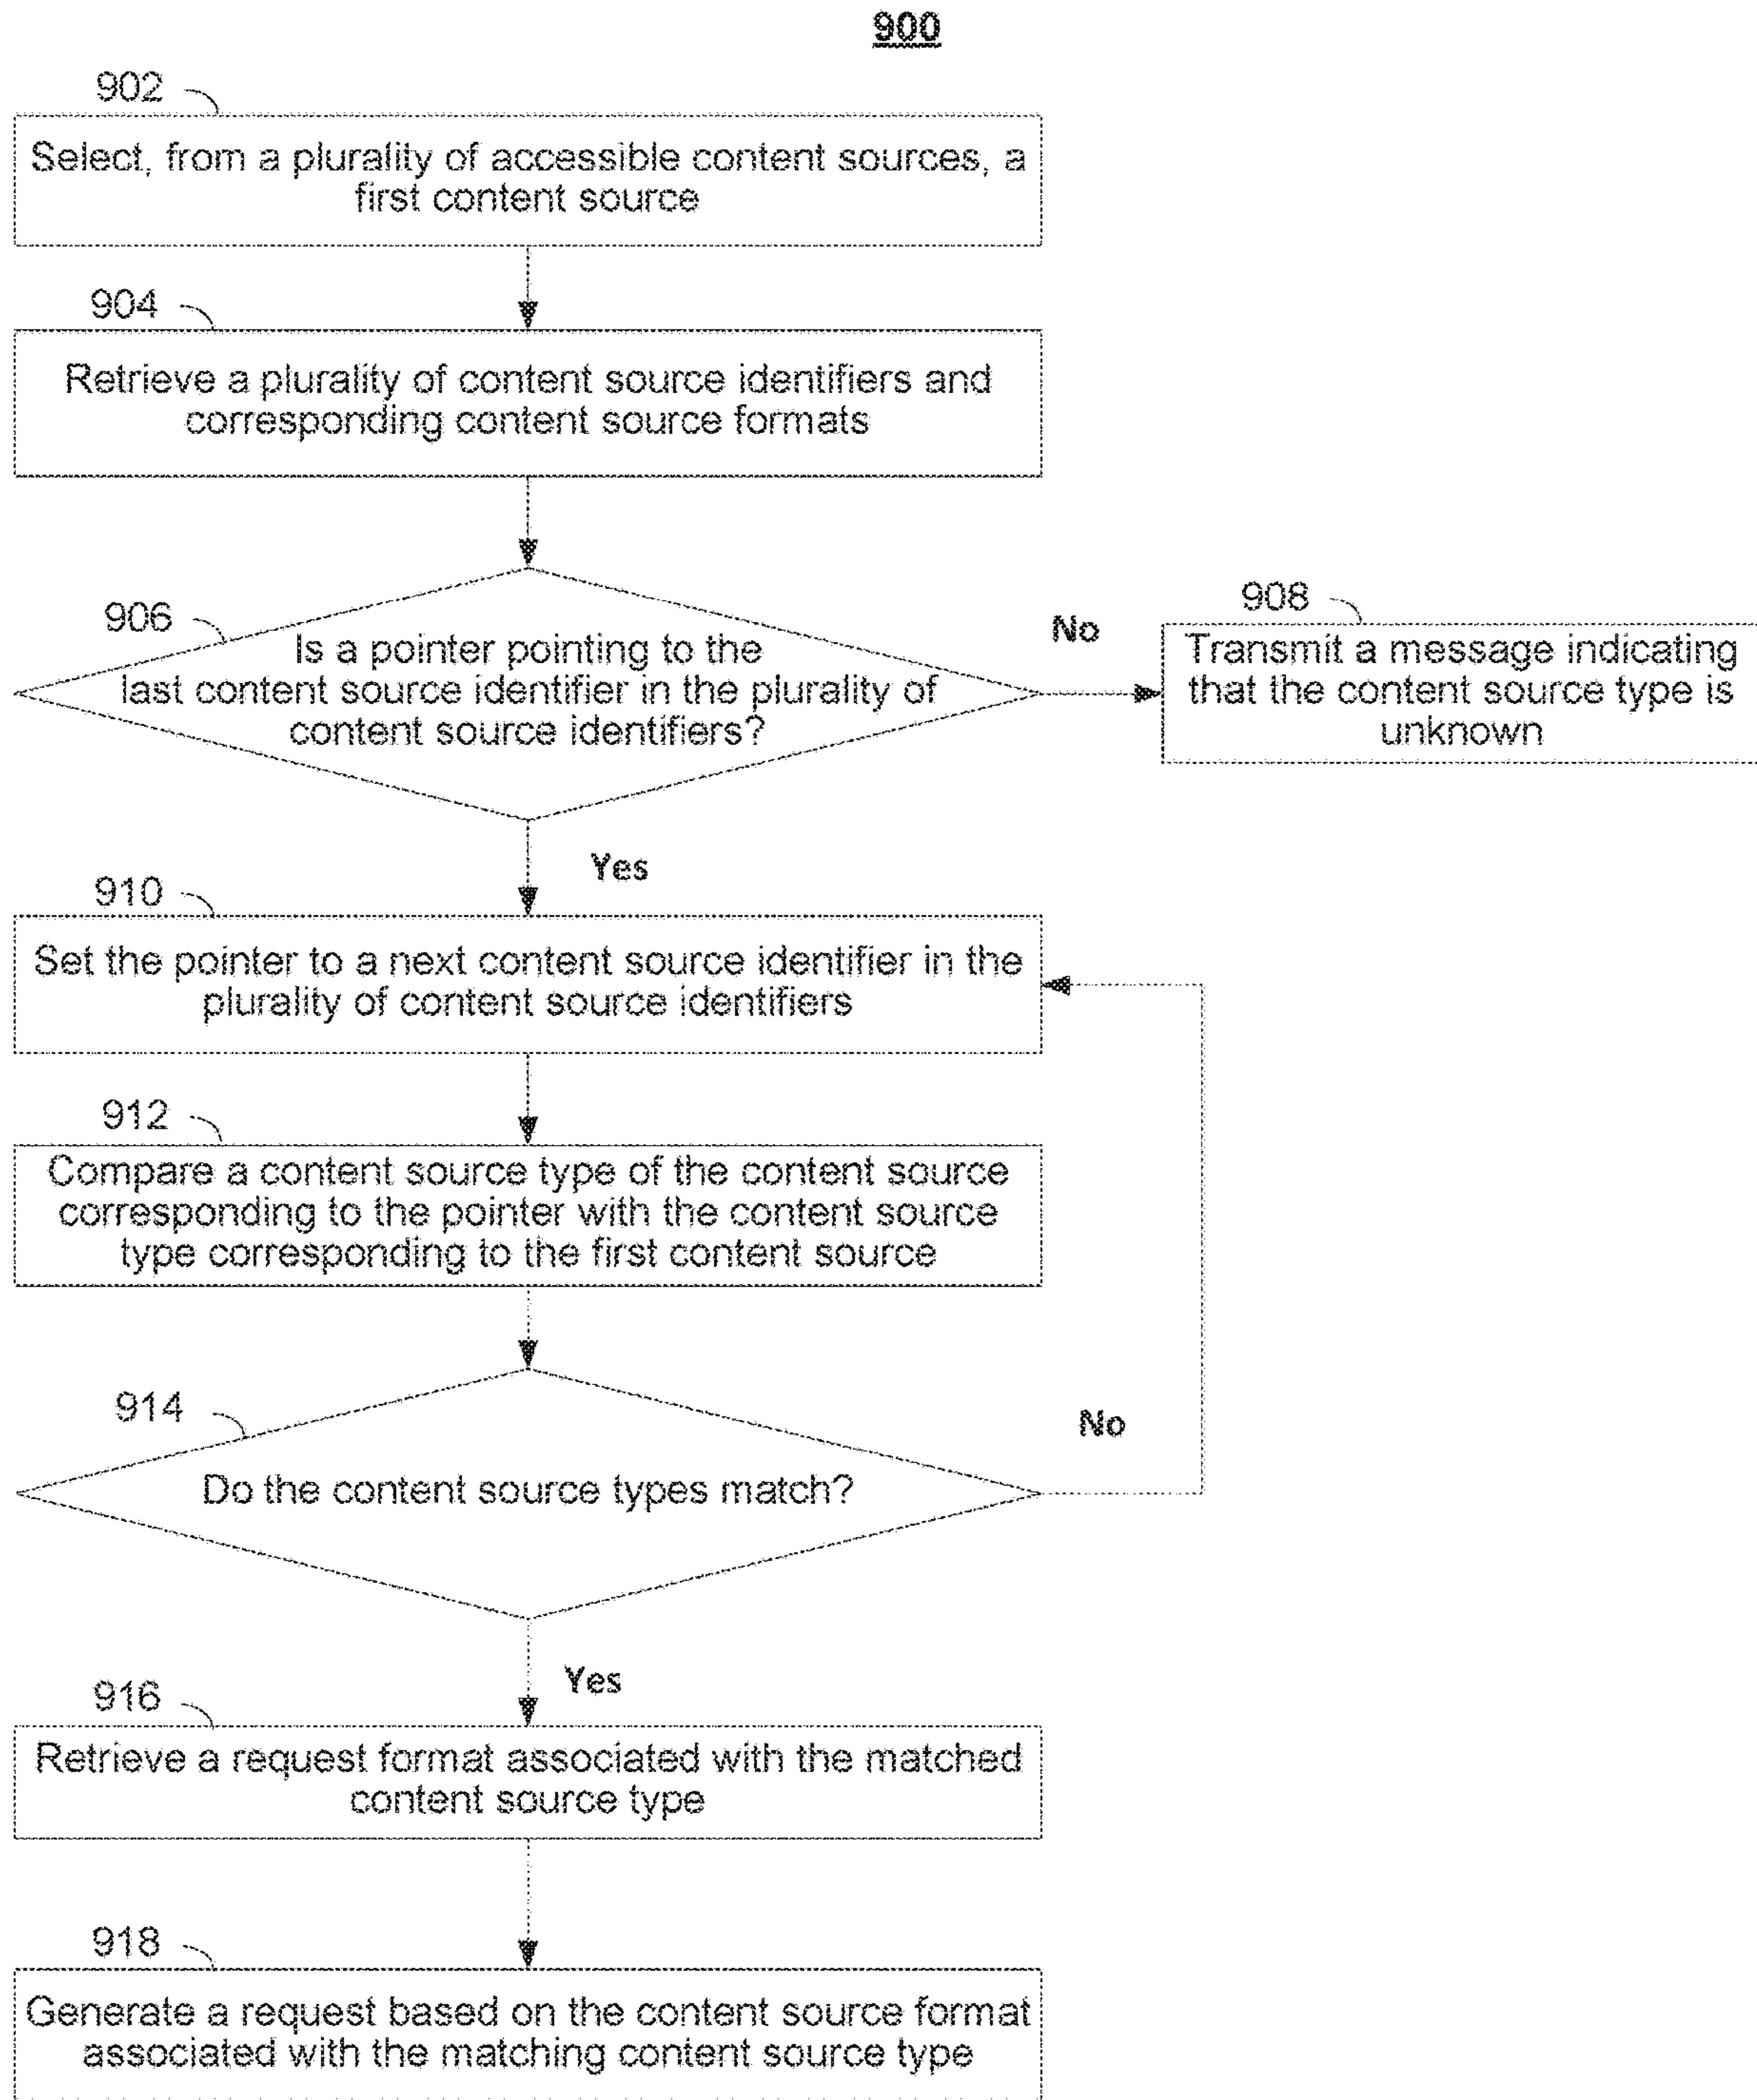 900
902
Select, from a plurality of accessible content sources, a
first content source
904
Retrieve a plurality of content source identifiers and
corresponding content source formats
906
Is a pointer pointing to the
last content source identifier in the plurality of
content source identifiers?
No
908
Transmit a message indicating
that the content source type is
unknown
Yes
910
Set the pointer to a next content source identifier in the
plurality of content source identifiers
912
Compare a content source type of the content source
corresponding to the pointer with the content source
type corresponding to the first content source
914
Do the content source types match?
No
Yes
916
Retrieve a request format associated with the matched
content source type
918
Generate a request based on the content source format
associated with the matching content source type